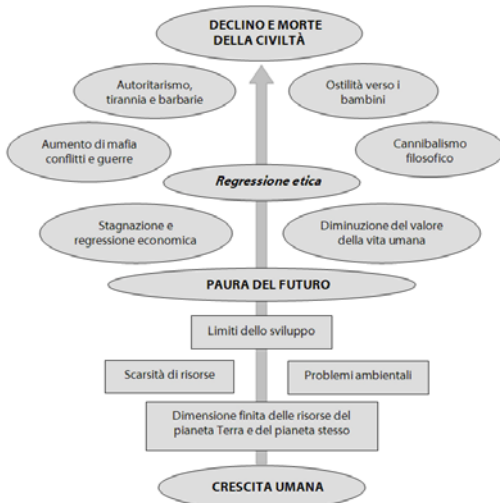 DECLINO E MORTE
DELLA CIVILTÀ
Autoritarismo,
tirannia e barbarie
Ostilità verso i
bambini
Aumento di mafia
conflitti e guerre
Cannibalismo
filosofico
Regressione etica
Stagnazione e
regressione economica
Diminuzione del valore
della vita umana
PAURA DEL FUTURO
Limiti dello sviluppo
Scarsità di risorse
Problemi ambientali
Dimensione finita delle risorse del
pianeta Terra e del pianeta stesso
CRESCITA UMANA